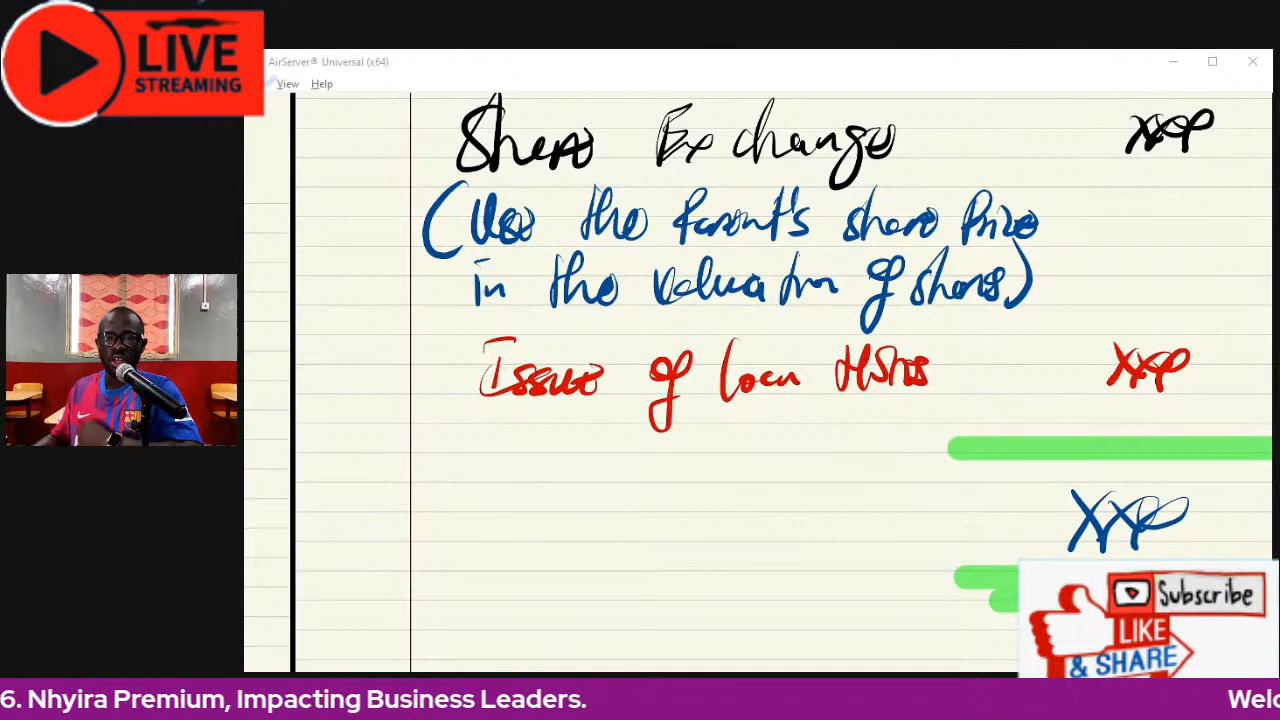 LIVE
STREAMING
AirServer® Universal (x64)
View Help
Share Exchange xxx
(Use the Parent's share Price
in the valuation of shares)
Issue of loan Notes xxx
xxx
Subscribe
LIKE
& SHARE
6. Nhyira Premium, Impacting Business Leaders. Welc